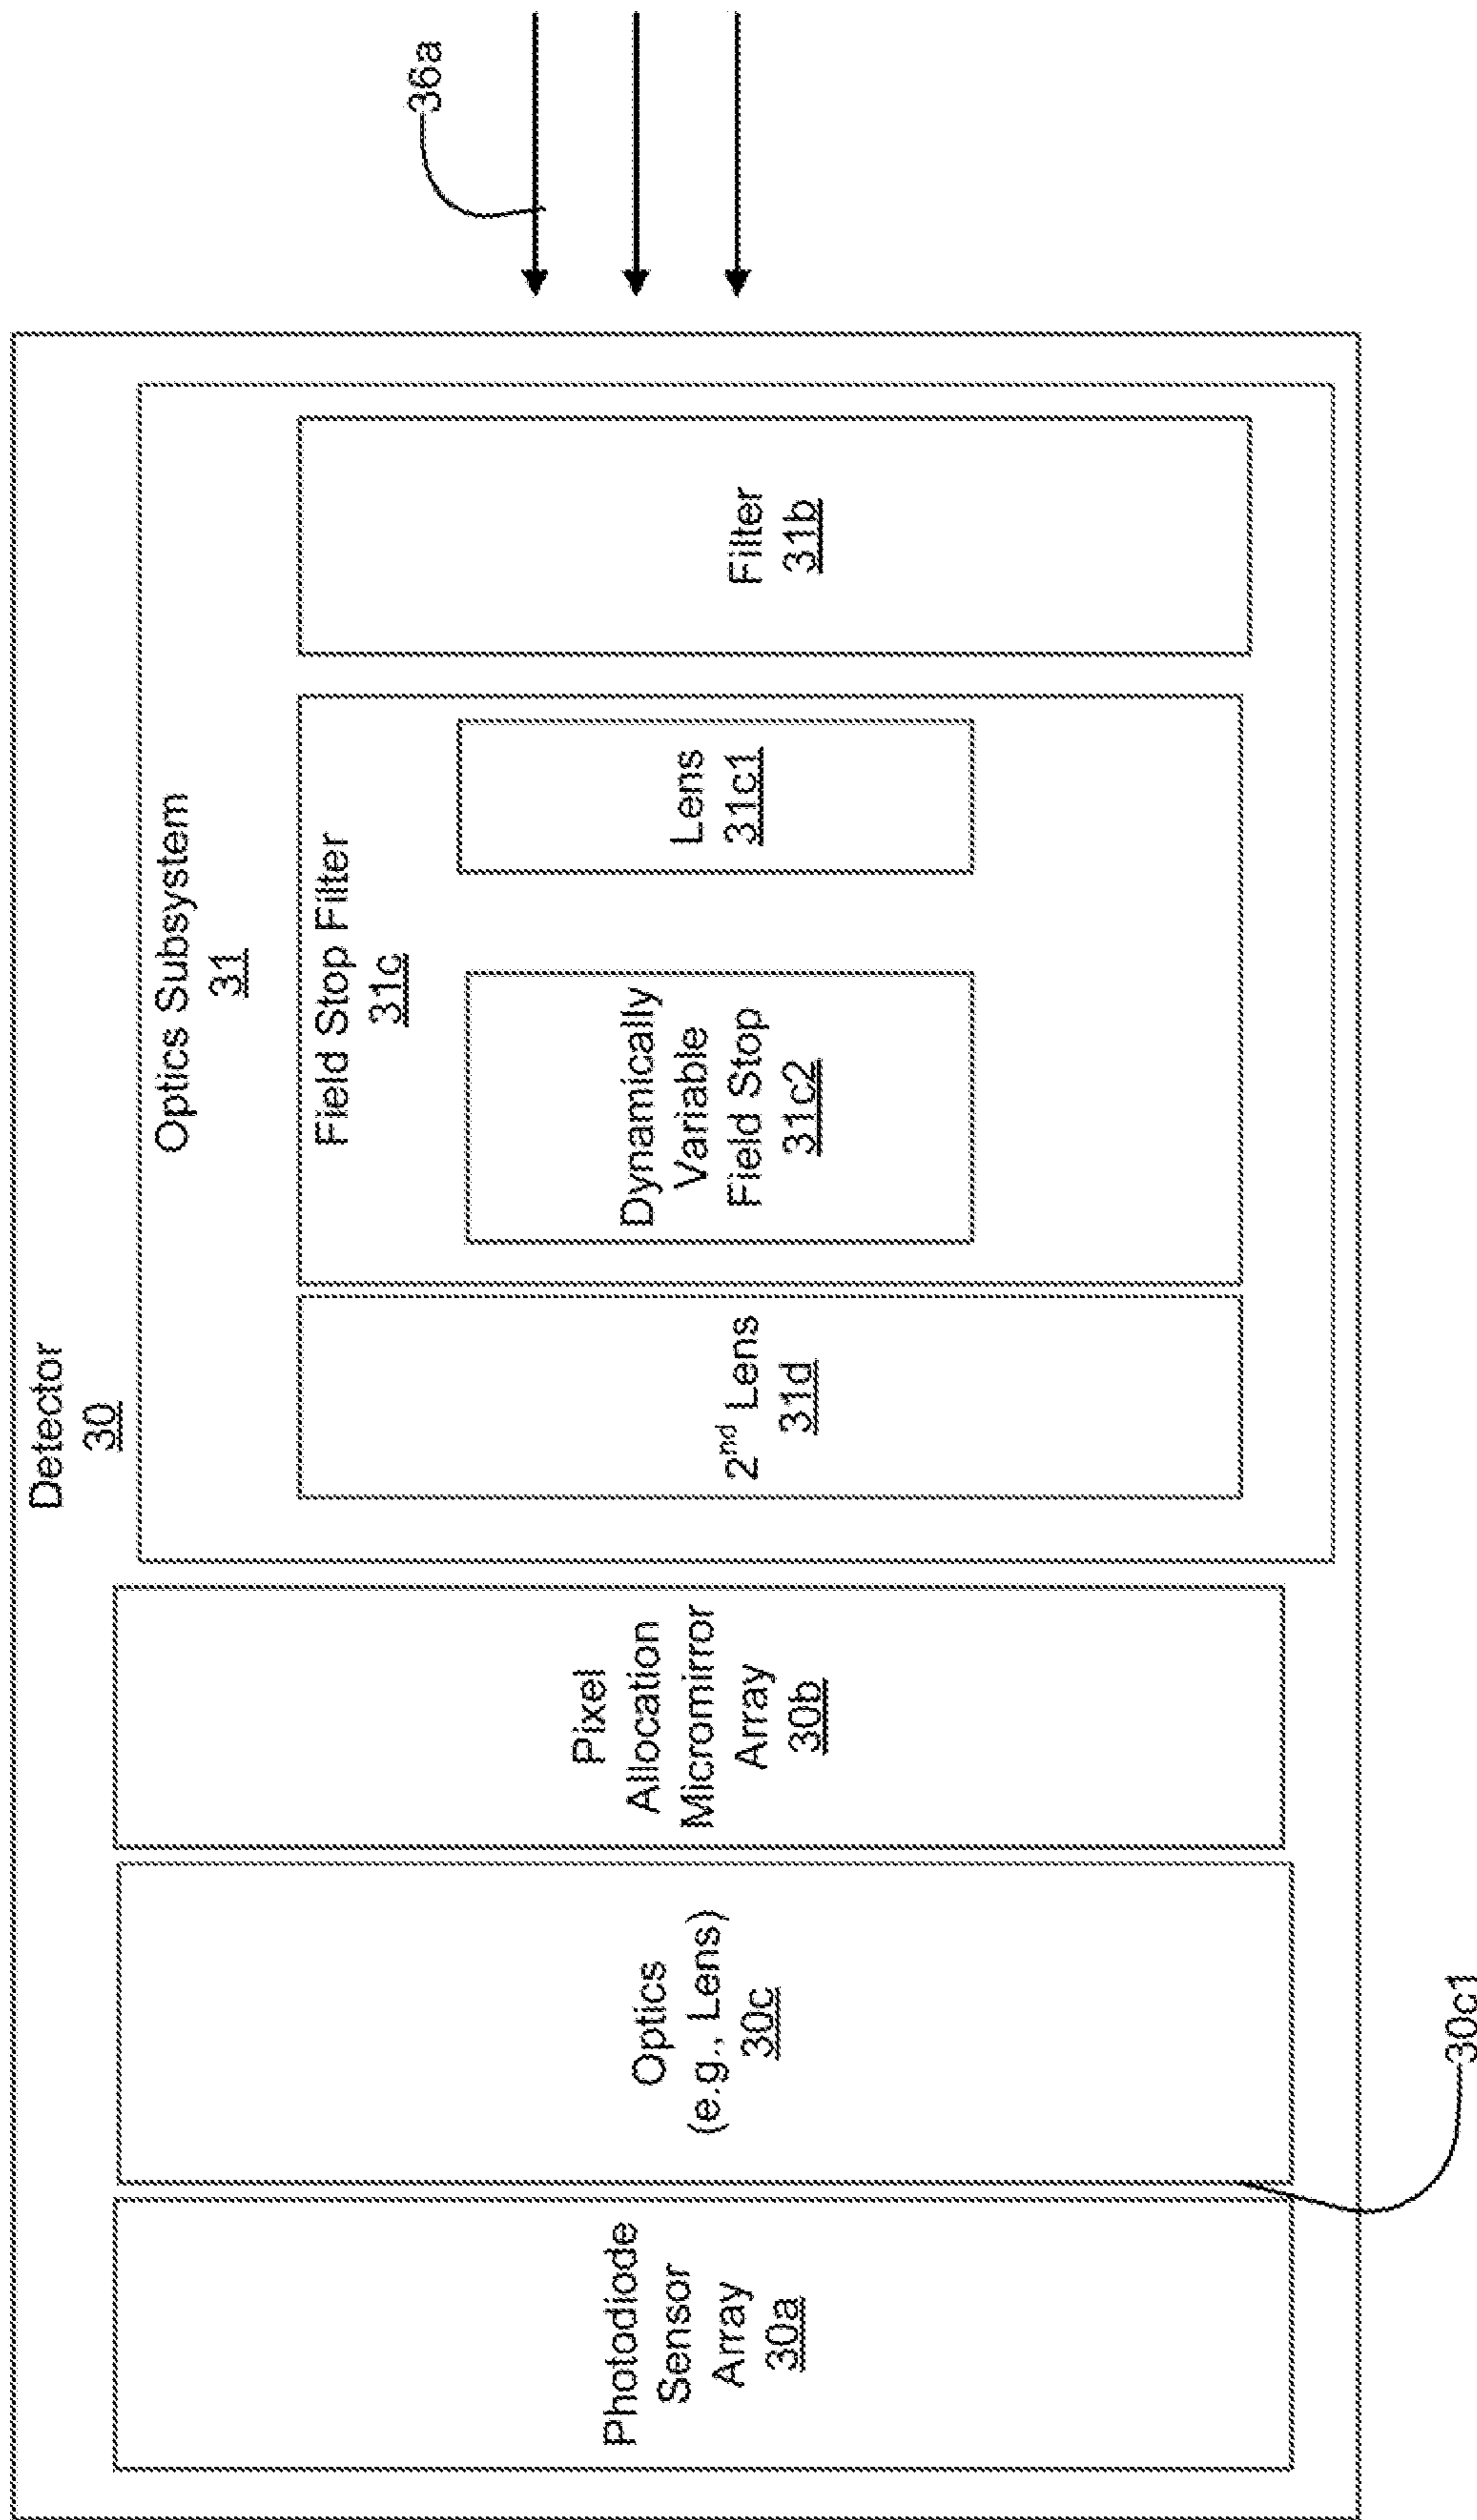 Detector
30
Optics Subsystem
31
Photodiode
Sensor
Array
30a
Optics
(e.g., Lens)
30c
Pixel
Allocation
Micromirror
Array
30b
2nd Lens
31d
Field Stop Filter
31c
Dynamically
Variable
Field Stop
31c2
Lens
31c1
Filter
31b
36a
30c1